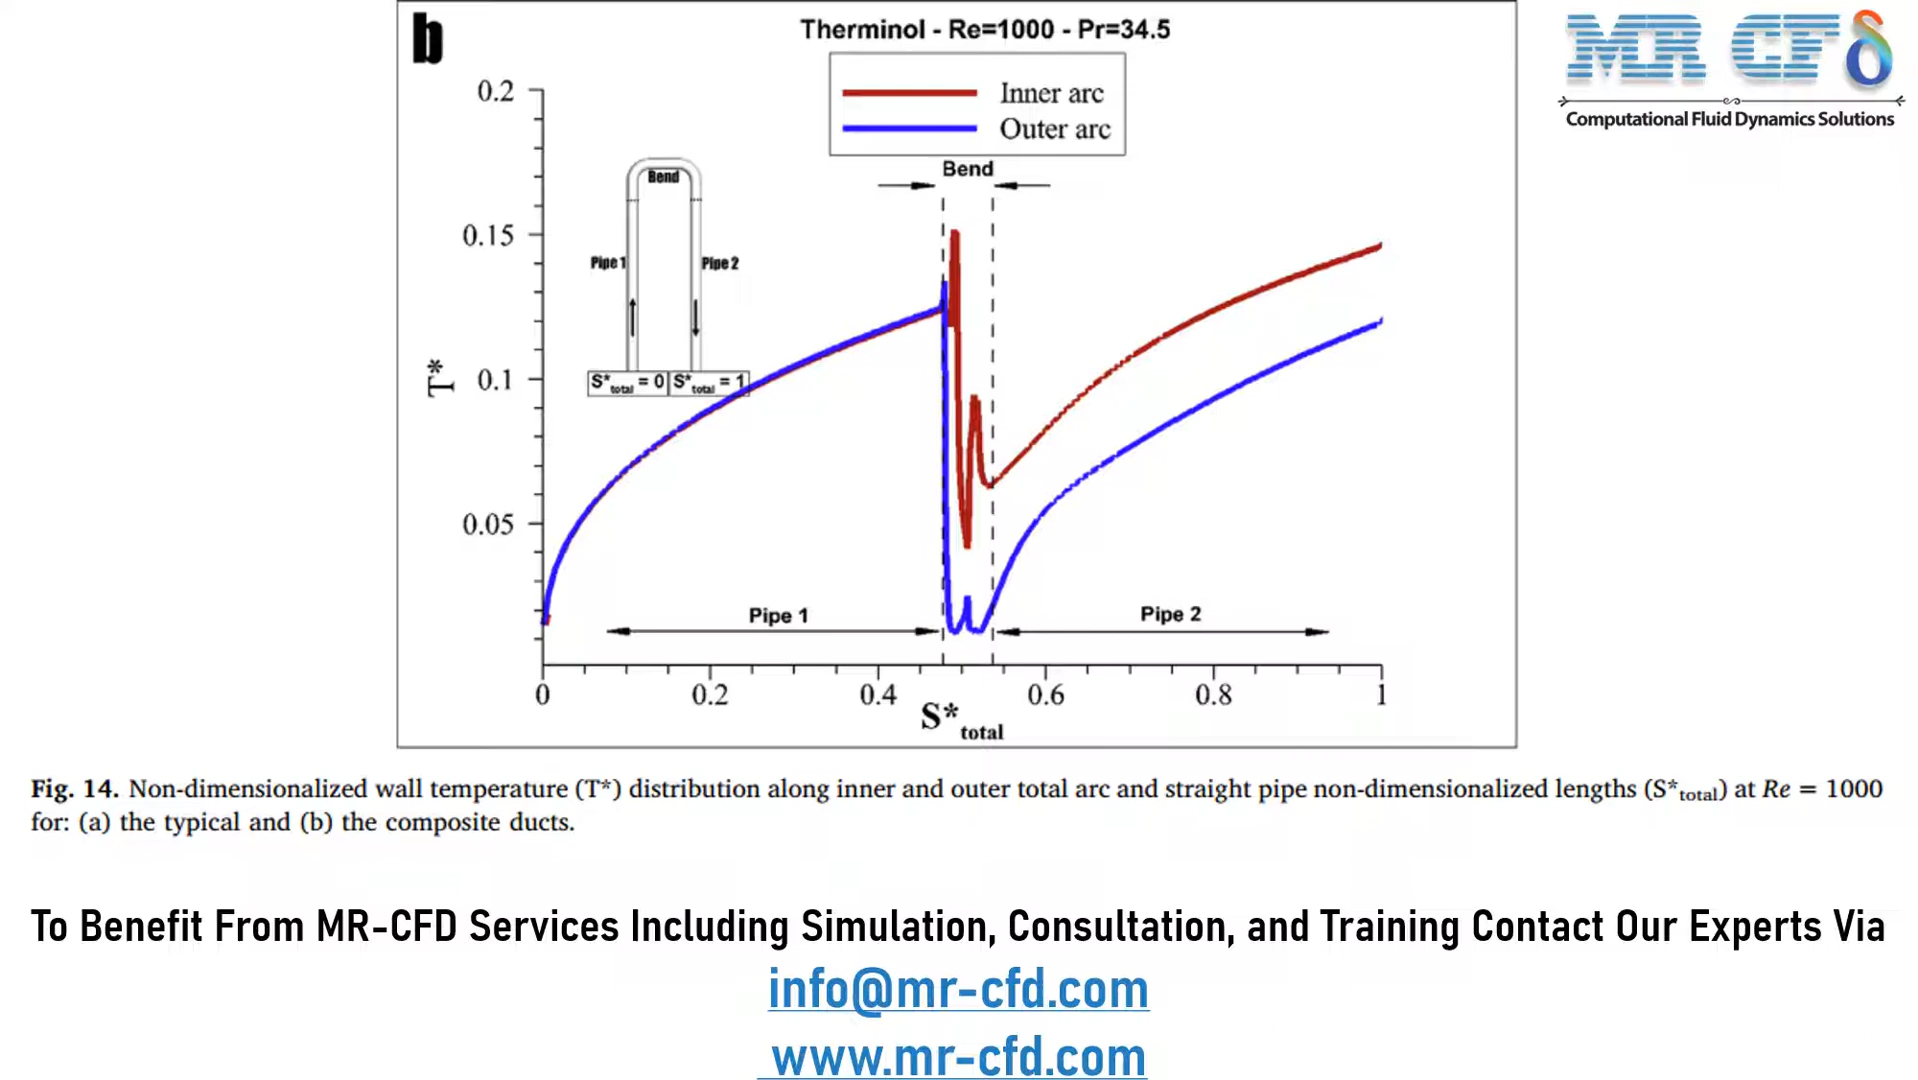 b
Therminol - Re=1000 - Pr=34.5
MR CFD
Computational Fluid Dynamics Solutions
Inner arc
Outer arc
Bend
Bend
Pipe 1
Pipe 2
S*total = 0
S*total = 1
T*
0.2
0.15
0.1
0.05
Pipe 1
Pipe 2
0
0.2
0.4
0.6
0.8
1
S*total
Fig. 14. Non-dimensionalized wall temperature (T*) distribution along inner and outer total arc and straight pipe non-dimensionalized lengths (S*total) at Re = 1000
for: (a) the typical and (b) the composite ducts.
To Benefit From MR-CFD Services Including Simulation, Consultation, and Training Contact Our Experts Via
info@mr-cfd.com
www.mr-cfd.com